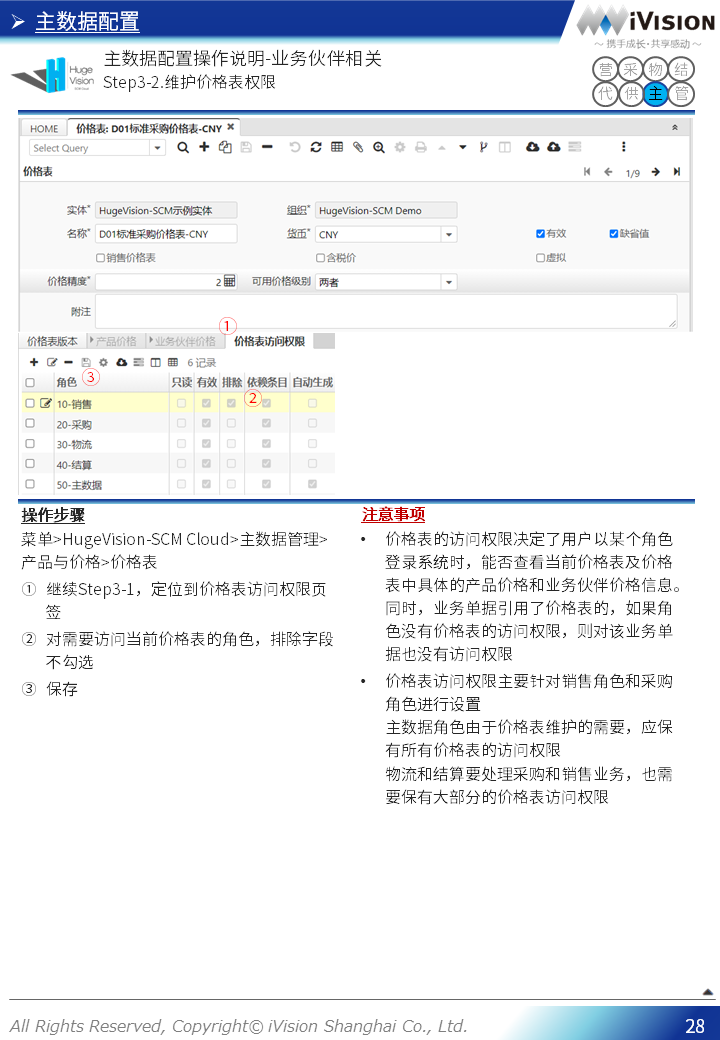 主数据配置
iVISION
～ 携手成长·共享感动 ～
Huge
Vision
主数据配置操作说明-业务伙伴相关
Step3-2.维护价格表权限
营 采 物 结
代 供 主 管
HOME 价格表: D01标准采购价格表-CNY
Select Query
价格表 1/9
实体* HugeVision-SCM示例实体 组织* HugeVision-SCM Demo
名称* D01标准采购价格表-CNY 货币* CNY 有效 缺省值
销售价格表 含税价 虚拟
价格精度* 2 可用价格级别 两者
附注
①
价格表版本 产品价格 业务伙伴价格 价格表访问权限
6 记录
③
角色 只读 有效 排除 依赖条目 自动生成
②
10-销售
20-采购
30-物流
40-结算
50-主数据
操作步骤
菜单>HugeVision-SCM Cloud>主数据管理>
产品与价格>价格表
① 继续Step3-1，定位到价格表访问权限页
签
② 对需要访问当前价格表的角色，排除字段
不勾选
③ 保存
注意事项
• 价格表的访问权限决定了用户以某个角色
登录系统时，能否查看当前价格表及价格
表中具体的产品价格和业务伙伴价格信息。
同时，业务单据引用了价格表的，如果角
色没有价格表的访问权限，则对该业务单
据也没有访问权限
• 价格表访问权限主要针对销售角色和采购
角色进行设置
主数据角色由于价格表维护的需要，应保
有所有价格表的访问权限
物流和结算要处理采购和销售业务，也需
要保有大部分的价格表访问权限
All Rights Reserved, Copyright© iVision Shanghai Co., Ltd.
28